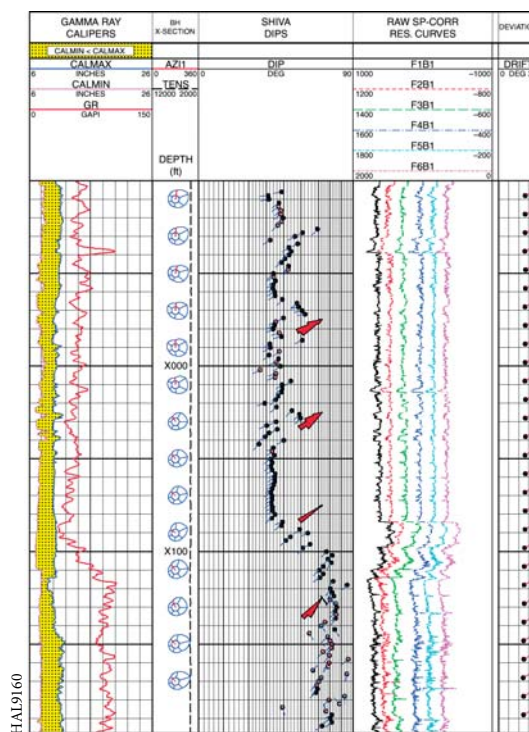 GAMMA RAY
CALIPERS
BH
X-SECTION
SHIVA
DIPS
RAW SP-CORR
RES. CURVES
DEVIATIO
CALMIN < CALMAX
CALMAX
6 INCHES 26
CALMIN
6 INCHES 26
GR
0 GAPI 150
AZI1
0 360
TENS
12000 2000
DEPTH
(ft)
DIP
0 DEG 90
F1B1
1000 -1000
F2B1
1200 -800
F3B1
1400 -600
F4B1
1600 -400
F5B1
1800 -200
F6B1
2000 0
DRIFT
0 DEG
X000
X100
HAL9160